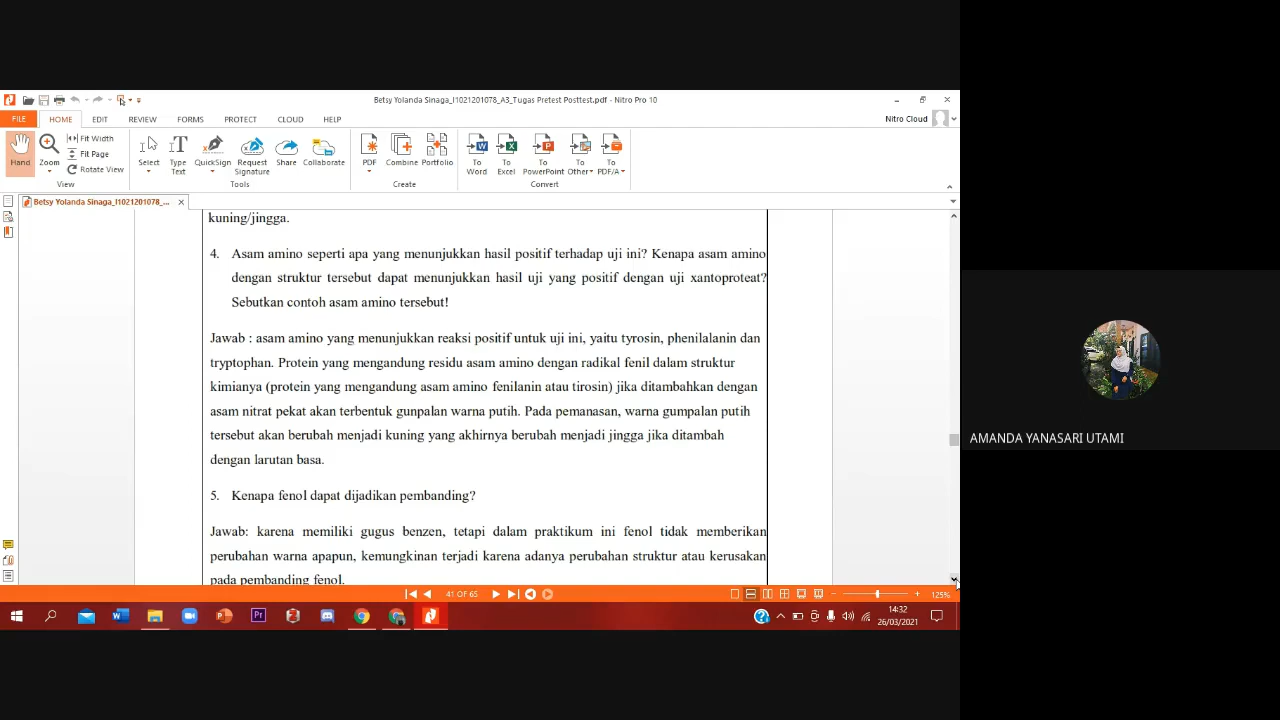 Betsy Yolanda Sinaga_I1021201078_A3_Tugas Pretest Posttest.pdf - Nitro Pro 10
FILE HOME EDIT REVIEW FORMS PROTECT CLOUD HELP
Nitro Cloud
Hand
Zoom
Fit Width
Fit Page
Rotate View
View
Select
Type Text
QuickSign
Request Signature
Share
Collaborate
Tools
PDF
Combine
Portfolio
Create
To Word
To Excel
To PowerPoint
To Other
To PDF/A
Convert
Betsy Yolanda Sinaga_I1021201078_...
kuning/jingga.
4. Asam amino seperti apa yang menunjukkan hasil positif terhadap uji ini? Kenapa asam amino
dengan struktur tersebut dapat menunjukkan hasil uji yang positif dengan uji xantoproteat?
Sebutkan contoh asam amino tersebut!
Jawab : asam amino yang menunjukkan reaksi positif untuk uji ini, yaitu tyrosin, phenilalanin dan
tryptophan. Protein yang mengandung residu asam amino dengan radikal fenil dalam struktur
kimianya (protein yang mengandung asam amino fenilanin atau tirosin) jika ditambahkan dengan
asam nitrat pekat akan terbentuk gunpalan warna putih. Pada pemanasan, warna gumpalan putih
tersebut akan berubah menjadi kuning yang akhirnya berubah menjadi jingga jika ditambah
dengan larutan basa.
5. Kenapa fenol dapat dijadikan pembanding?
Jawab: karena memiliki gugus benzen, tetapi dalam praktikum ini fenol tidak memberikan
perubahan warna apapun, kemungkinan terjadi karena adanya perubahan struktur atau kerusakan
pada pembanding fenol.
41 OF 65
125%
14:32
26/03/2021
AMANDA YANASARI UTAMI